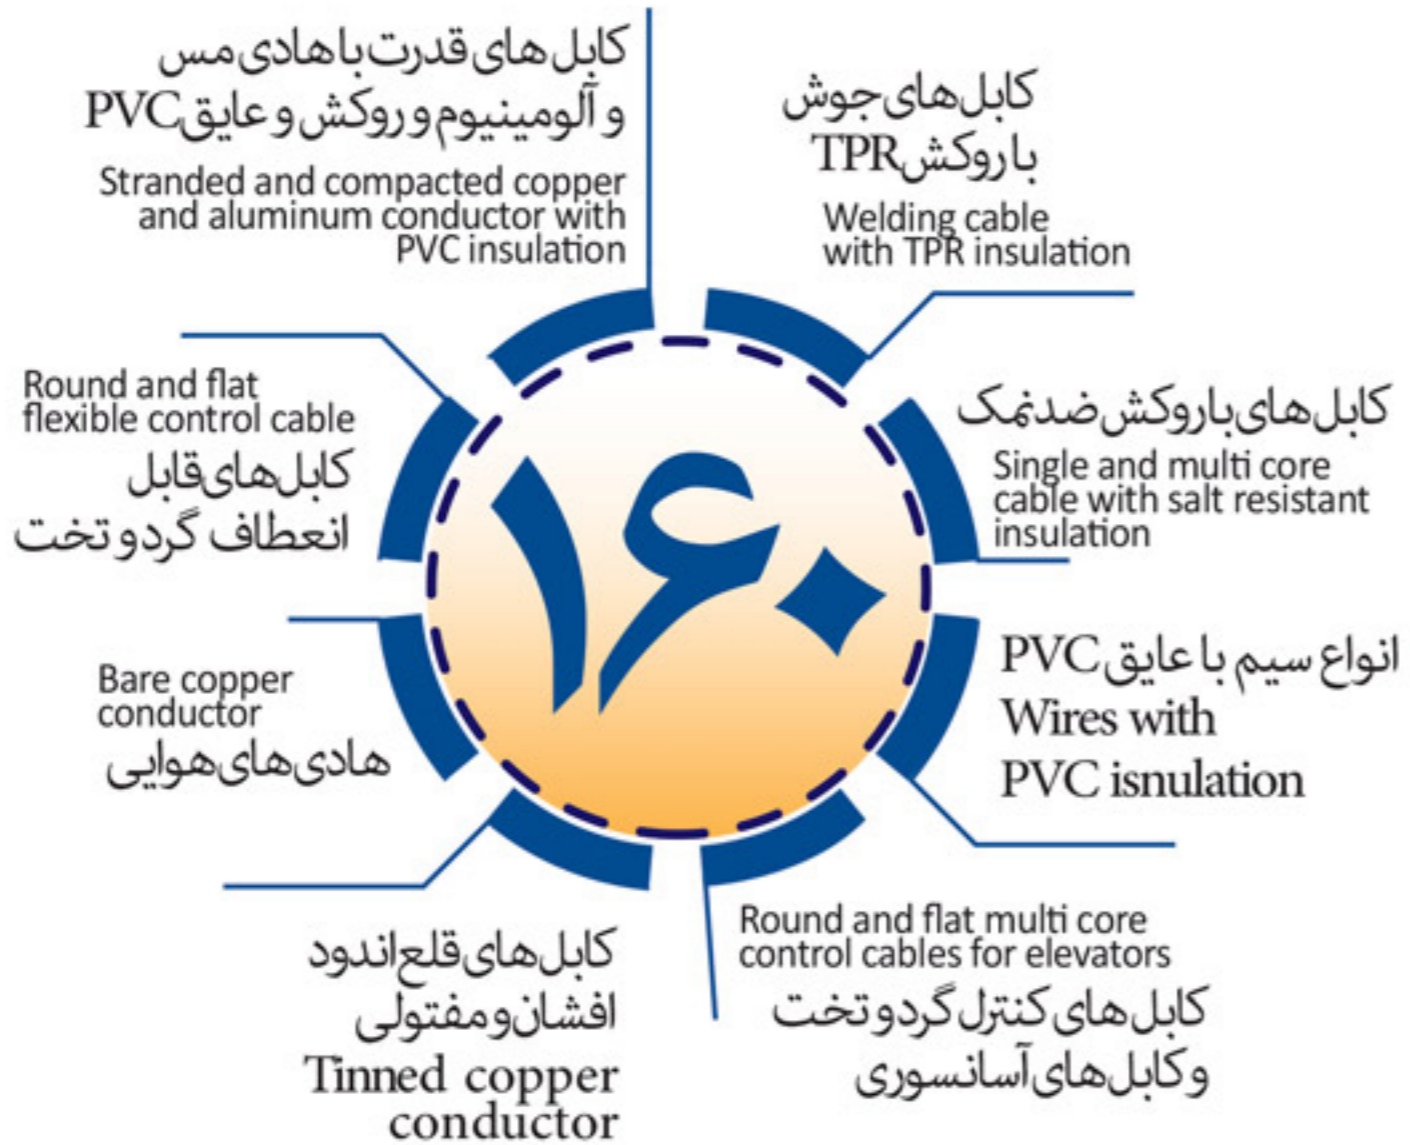 کابل‌های قدرت با هادی مس
و آلومینیوم و روکش و عایق PVC
Stranded and compacted copper
and aluminum conductor with
PVC insulation
کابل‌های جوش
با روکش TPR
Welding cable
with TPR insulation
Round and flat
flexible control cable
کابل‌های قابل
انعطاف گرد و تخت
کابل‌های با روکش ضد نمک
Single and multi core
cable with salt resistant
insulation
۱۶۰
Bare copper
conductor
هادی‌های هوایی
انواع سیم با عایق PVC
Wires with
PVC isnulation
کابل‌های قلع اندود
افشان و مفتولی
Tinned copper
conductor
Round and flat multi core
control cables for elevators
کابل‌های کنترل گرد و تخت
و کابل‌های آسانسوری